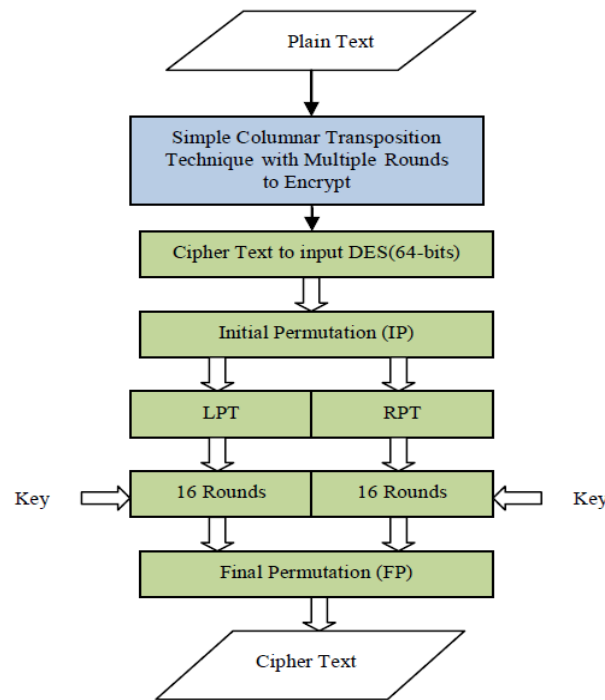 Plain Text
Simple Columnar Transposition
Technique with Multiple Rounds
to Encrypt
Cipher Text to input DES(64-bits)
Initial Permutation (IP)
LPT
RPT
Key
16 Rounds
16 Rounds
Key
Final Permutation (FP)
Cipher Text